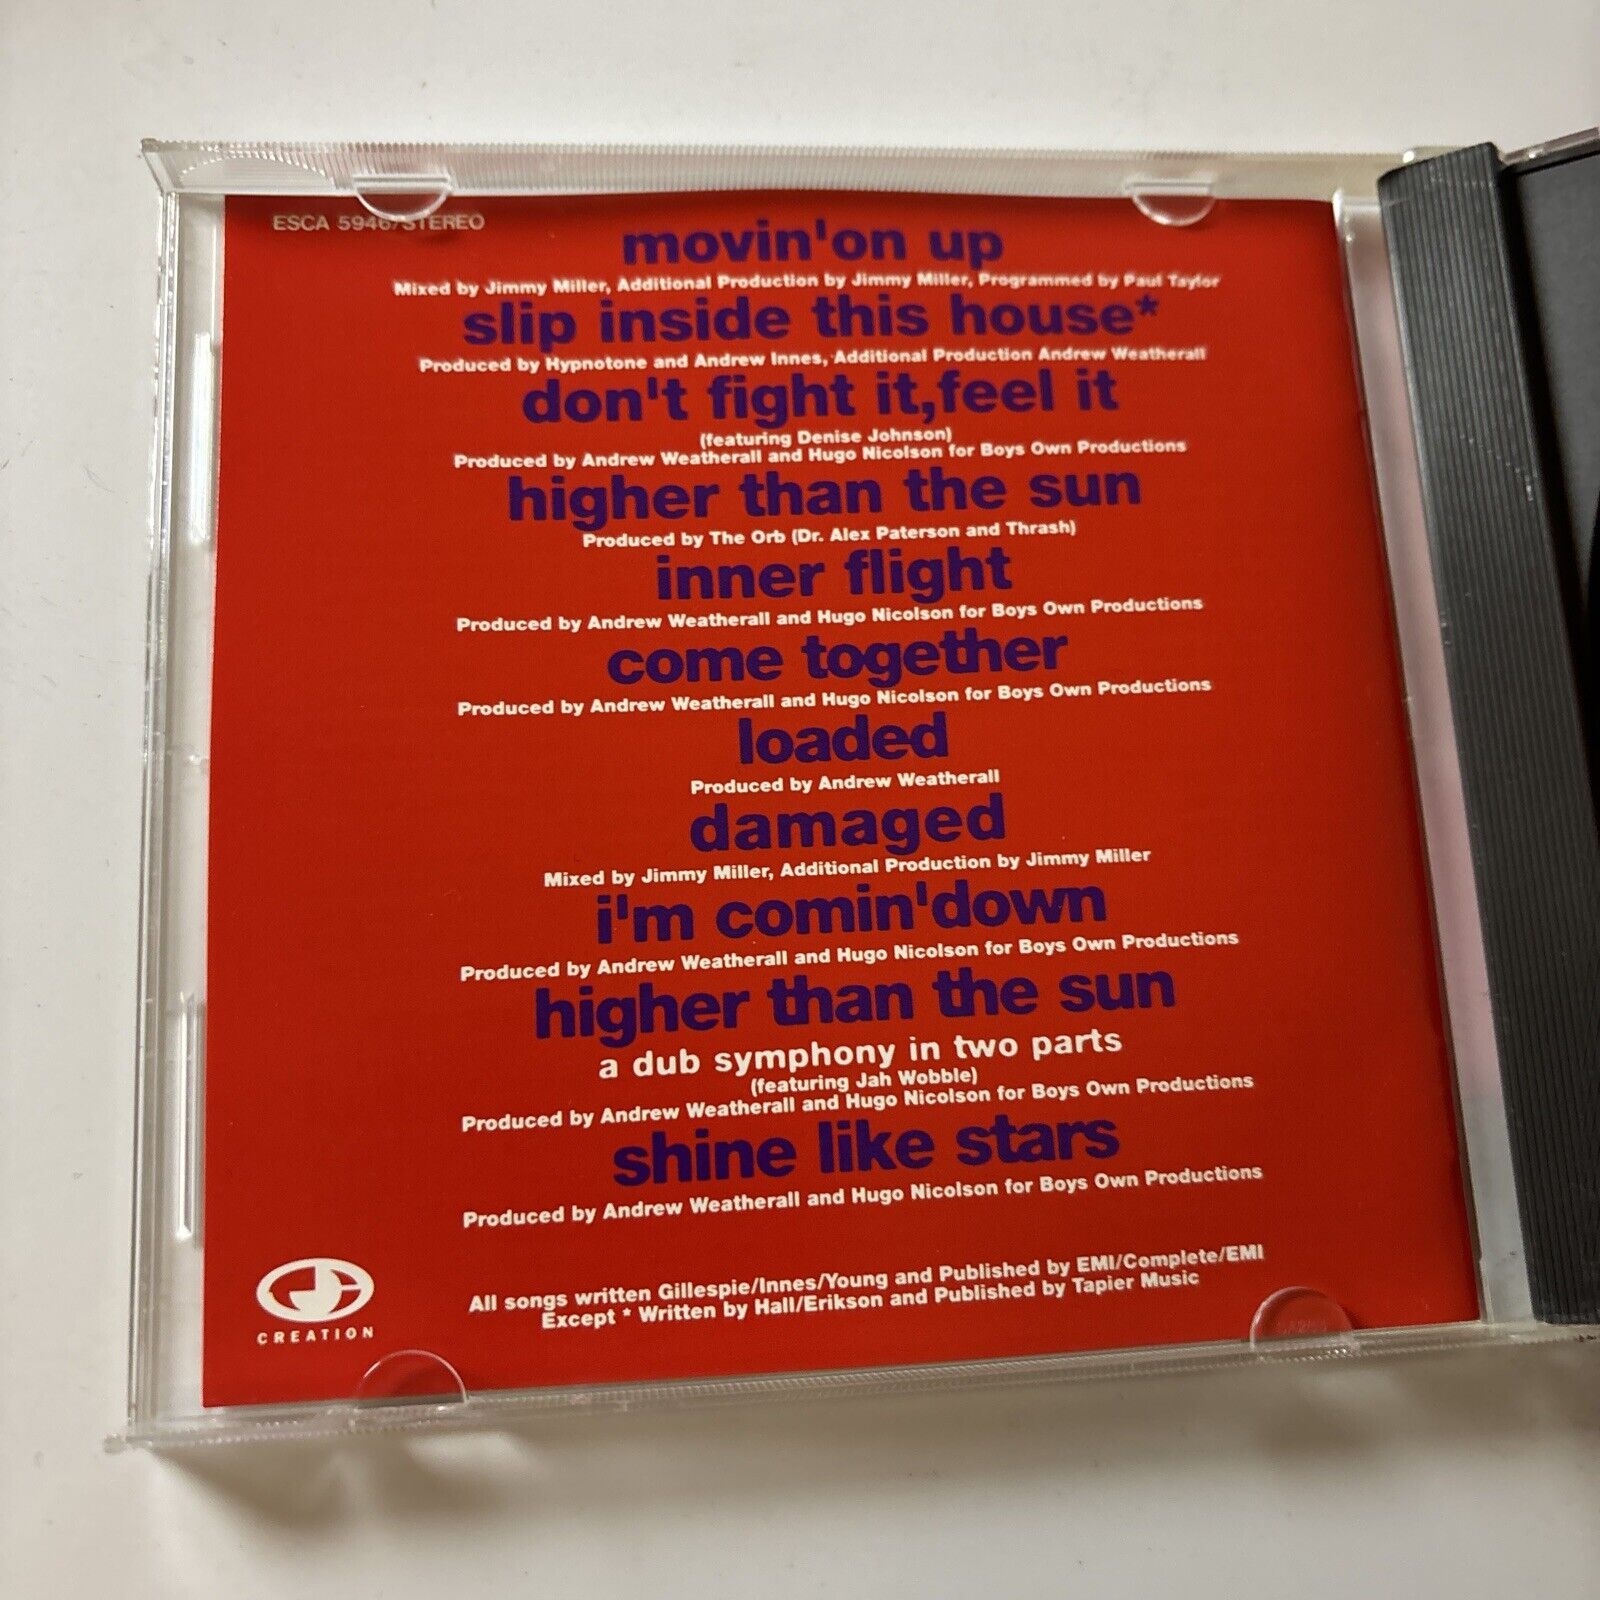 ESCA 5946/STEREO
movin'on up
Mixed by Jimmy Miller, Additional Production by Jimmy Miller, Programmed by Paul Taylor
slip inside this house*
Produced by Hypnotone and Andrew Innes, Additional Production Andrew Weatherall
don't fight it,feel it
(featuring Denise Johnson)
Produced by Andrew Weatherall and Hugo Nicolson for Boys Own Productions
higher than the sun
Produced by The Orb (Dr. Alex Paterson and Thrash)
inner flight
Produced by Andrew Weatherall and Hugo Nicolson for Boys Own Productions
come together
Produced by Andrew Weatherall and Hugo Nicolson for Boys Own Productions
loaded
Produced by Andrew Weatherall
damaged
Mixed by Jimmy Miller, Additional Production by Jimmy Miller
i'm comin'down
Produced by Andrew Weatherall and Hugo Nicolson for Boys Own Productions
higher than the sun
a dub symphony in two parts
(featuring Jah Wobble)
Produced by Andrew Weatherall and Hugo Nicolson for Boys Own Productions
shine like stars
Produced by Andrew Weatherall and Hugo Nicolson for Boys Own Productions
All songs written Gillespie/Innes/Young and Published by EMI/Complete/EMI
Except * Written by Hall/Erikson and Published by Tapier Music
CREATION